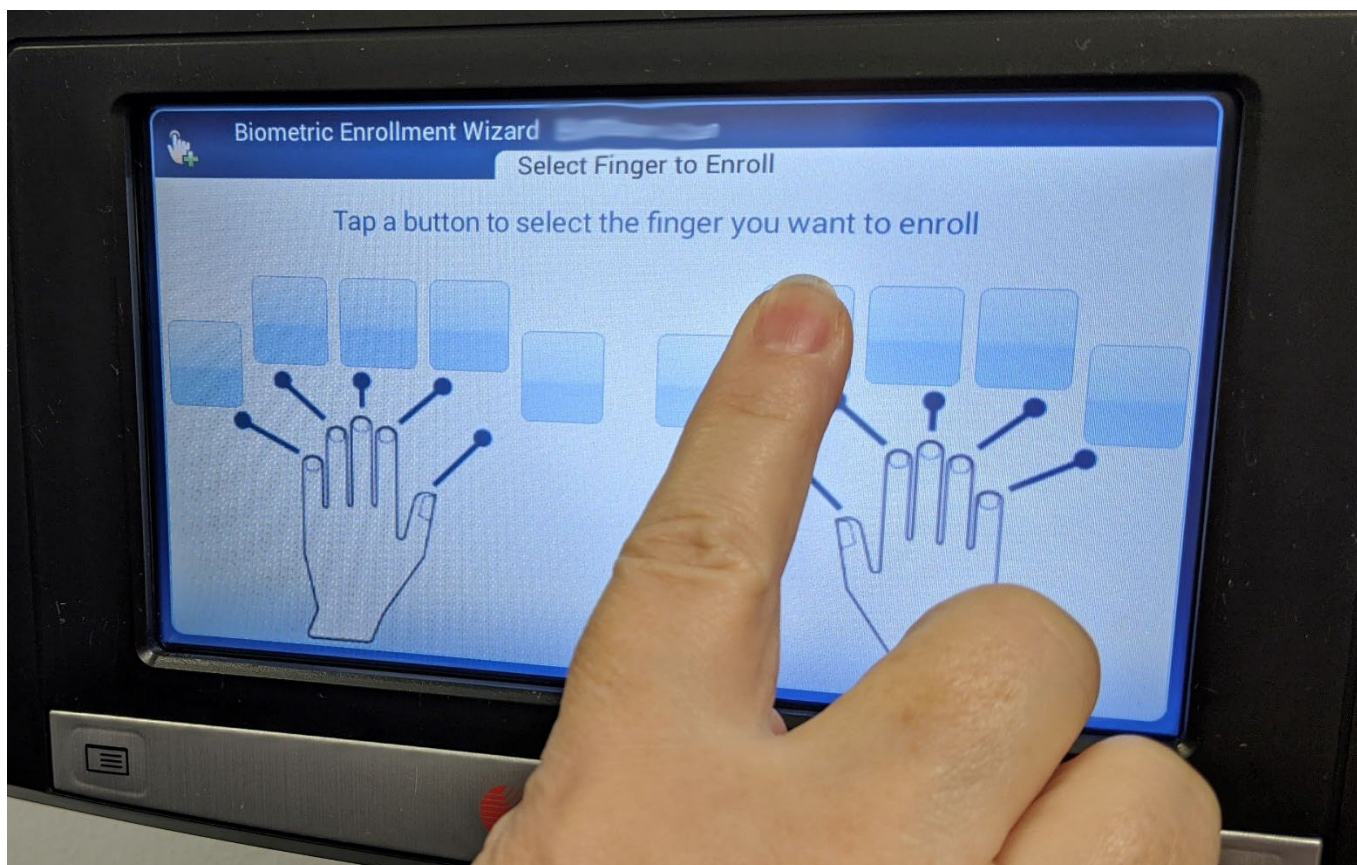 Biometric Enrollment Wizard
Select Finger to Enroll
Tap a button to select the finger you want to enroll